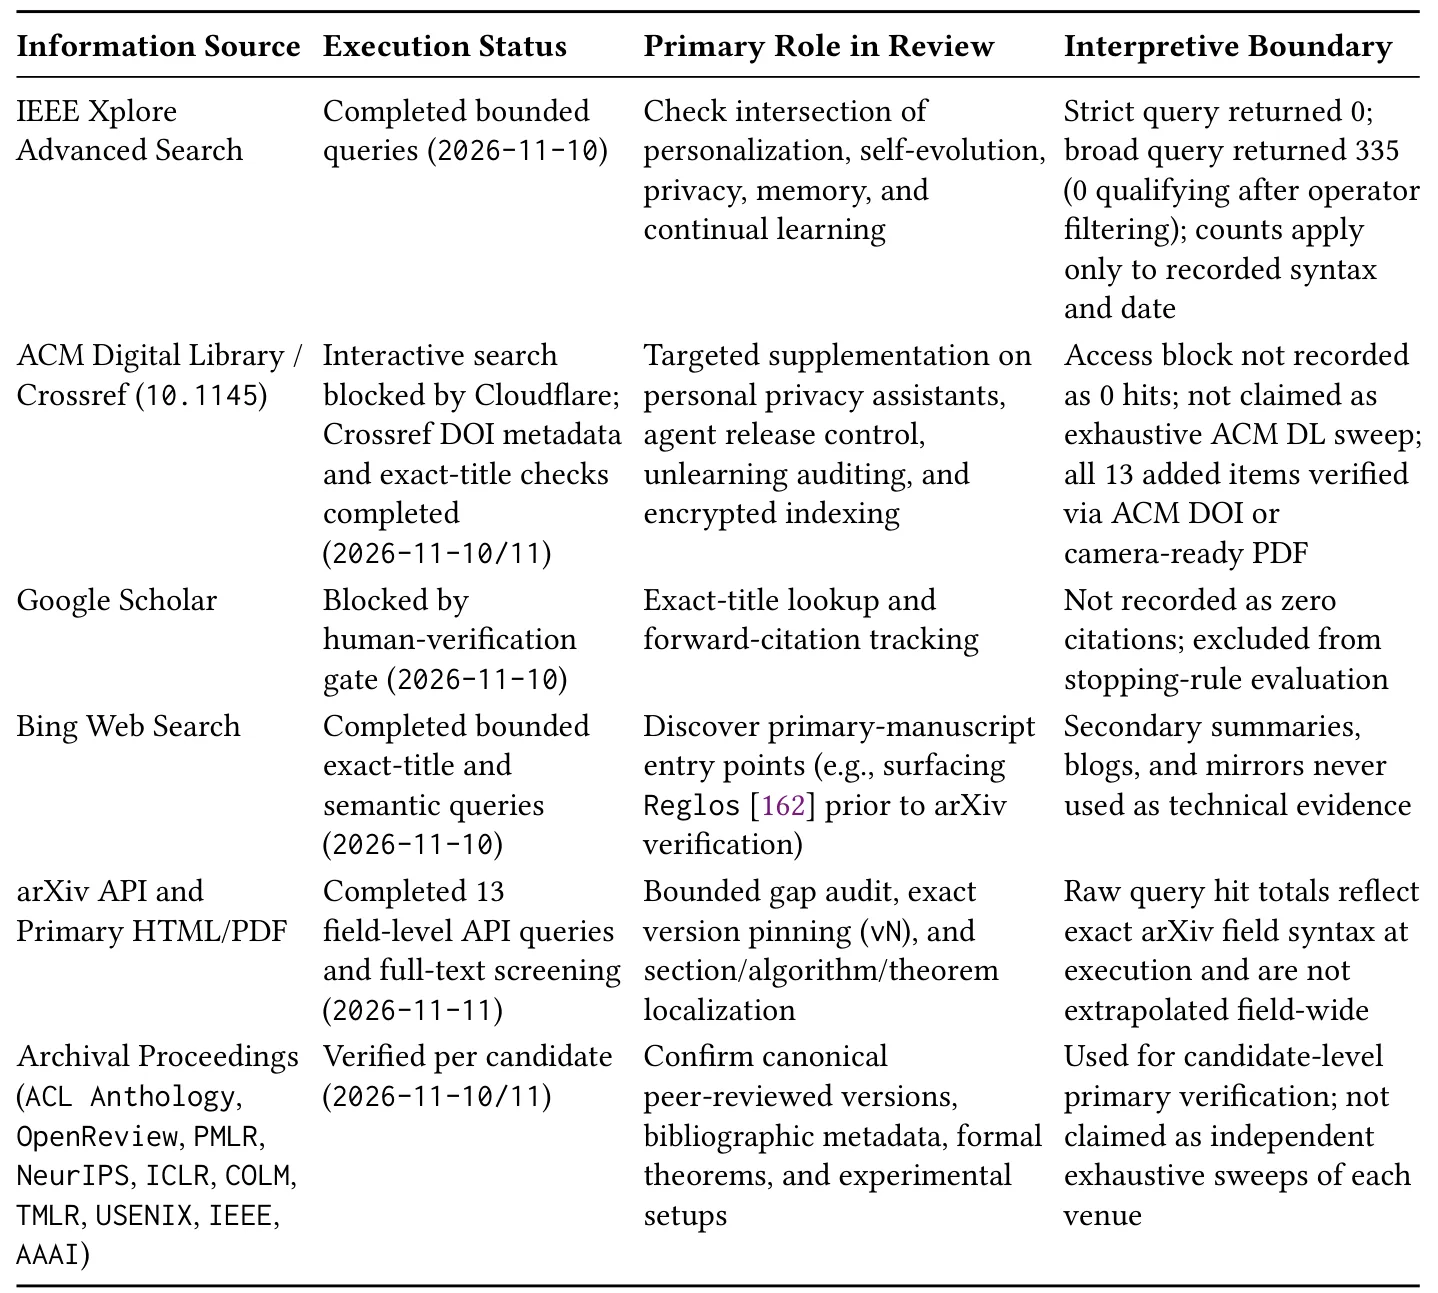 Information Source Execution Status Primary Role in Review Interpretive Boundary
IEEE Xplore
Advanced Search
Completed bounded
queries (2026-11-10)
Check intersection of
personalization, self-evolution,
privacy, memory, and
continual learning
Strict query returned 0;
broad query returned 335
(0 qualifying after operator
filtering); counts apply
only to recorded syntax
and date
ACM Digital Library /
Crossref (10.1145)
Interactive search
blocked by Cloudflare;
Crossref DOI metadata
and exact-title checks
completed
(2026-11-10/11)
Targeted supplementation on
personal privacy assistants,
agent release control,
unlearning auditing, and
encrypted indexing
Access block not recorded
as 0 hits; not claimed as
exhaustive ACM DL sweep;
all 13 added items verified
via ACM DOI or
camera-ready PDF
Google Scholar
Blocked by
human-verification
gate (2026-11-10)
Exact-title lookup and
forward-citation tracking
Not recorded as zero
citations; excluded from
stopping-rule evaluation
Bing Web Search
Completed bounded
exact-title and
semantic queries
(2026-11-10)
Discover primary-manuscript
entry points (e.g., surfacing
Reglos [162] prior to arXiv
verification)
Secondary summaries,
blogs, and mirrors never
used as technical evidence
arXiv API and
Primary HTML/PDF
Completed 13
field-level API queries
and full-text screening
(2026-11-11)
Bounded gap audit, exact
version pinning (vN), and
section/algorithm/theorem
localization
Raw query hit totals reflect
exact arXiv field syntax at
execution and are not
extrapolated field-wide
Archival Proceedings
(ACL Anthology,
OpenReview, PMLR,
NeurIPS, ICLR, COLM,
TMLR, USENIX, IEEE,
AAAI)
Verified per candidate
(2026-11-10/11)
Confirm canonical
peer-reviewed versions,
bibliographic metadata, formal
theorems, and experimental
setups
Used for candidate-level
primary verification; not
claimed as independent
exhaustive sweeps of each
venue